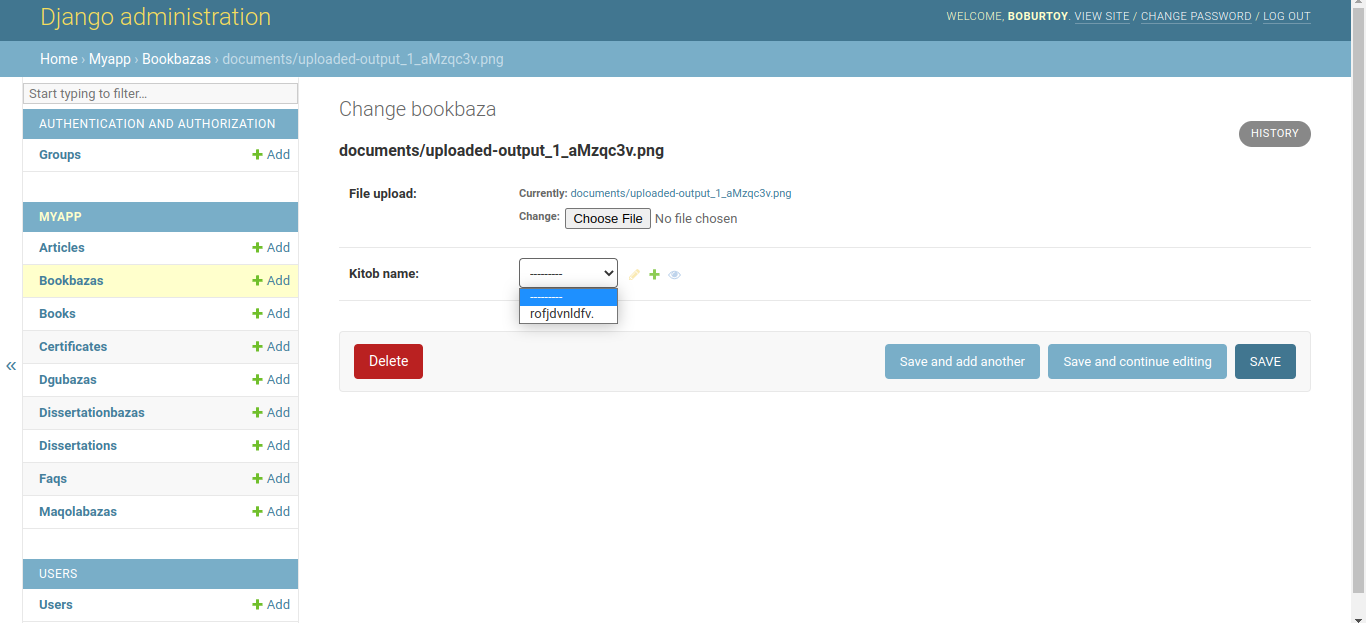 Django administration
WELCOME, BOBURTOY. VIEW SITE / CHANGE PASSWORD / LOG OUT
Home › Myapp › Bookbazas › documents/uploaded-output_1_aMzqc3v.png
Start typing to filter…
AUTHENTICATION AND AUTHORIZATION
Groups + Add
MYAPP
Articles + Add
Bookbazas + Add
Books + Add
Certificates + Add
Dgubazas + Add
Dissertationbazas + Add
Dissertations + Add
Faqs + Add
Maqolabazas + Add
USERS
Users + Add
«
Change bookbaza
HISTORY
documents/uploaded-output_1_aMzqc3v.png
File upload:
Currently: documents/uploaded-output_1_aMzqc3v.png
Change: Choose File No file chosen
Kitob name:
---------
---------
rofjdvnldfv.
Delete
Save and add another
Save and continue editing
SAVE